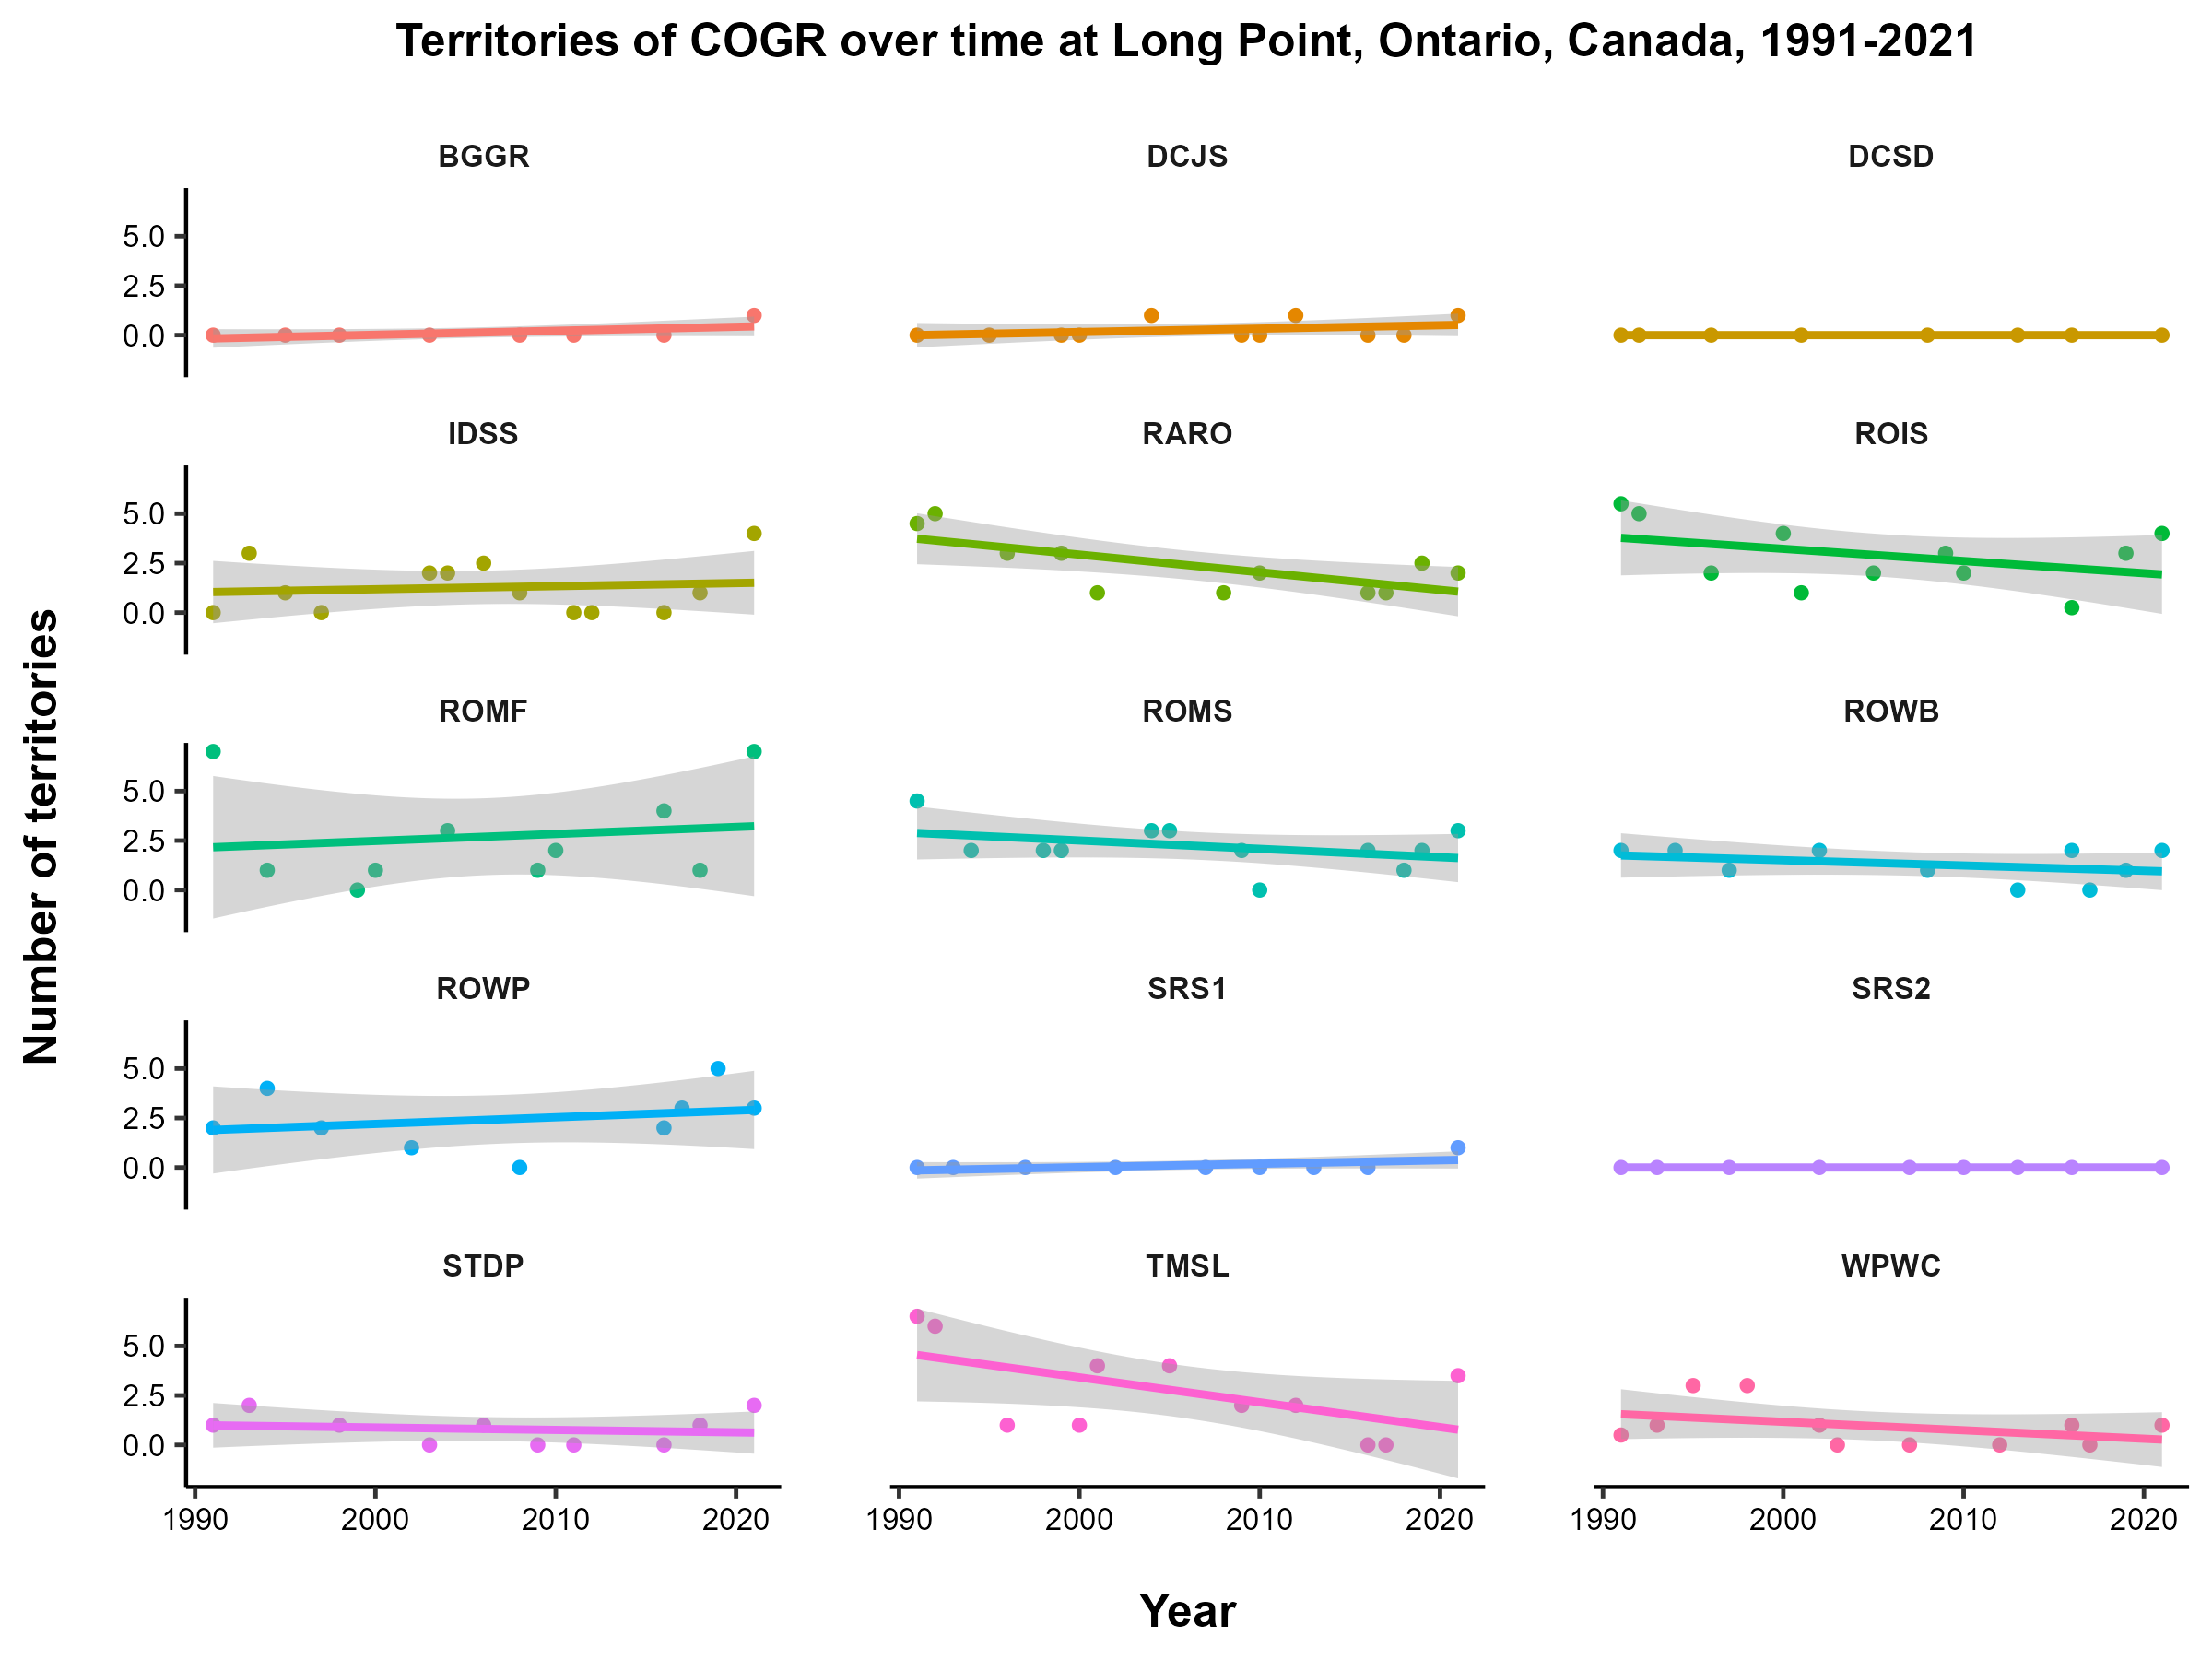 Territories of COGR over time at Long Point, Ontario, Canada, 1991-2021
BGGR DCJS DCSD
5.0
2.5
0.0
IDSS RARO ROIS
5.0
2.5
0.0
ROMF ROMS ROWB
5.0
2.5
0.0
ROWP SRS1 SRS2
5.0
2.5
0.0
STDP TMSL WPWC
5.0
2.5
0.0
1990 2000 2010 2020 1990 2000 2010 2020 1990 2000 2010 2020
Number of territories
Year